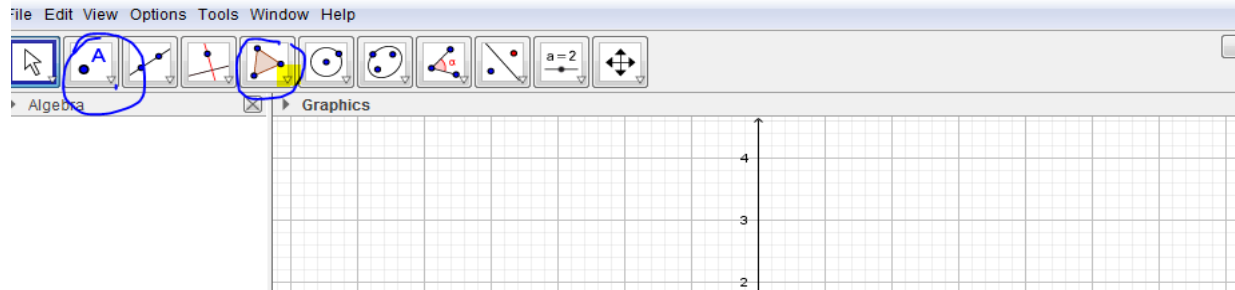 File Edit View Options Tools Window Help
A
α
a=2
Algebra
Graphics
4
3
2